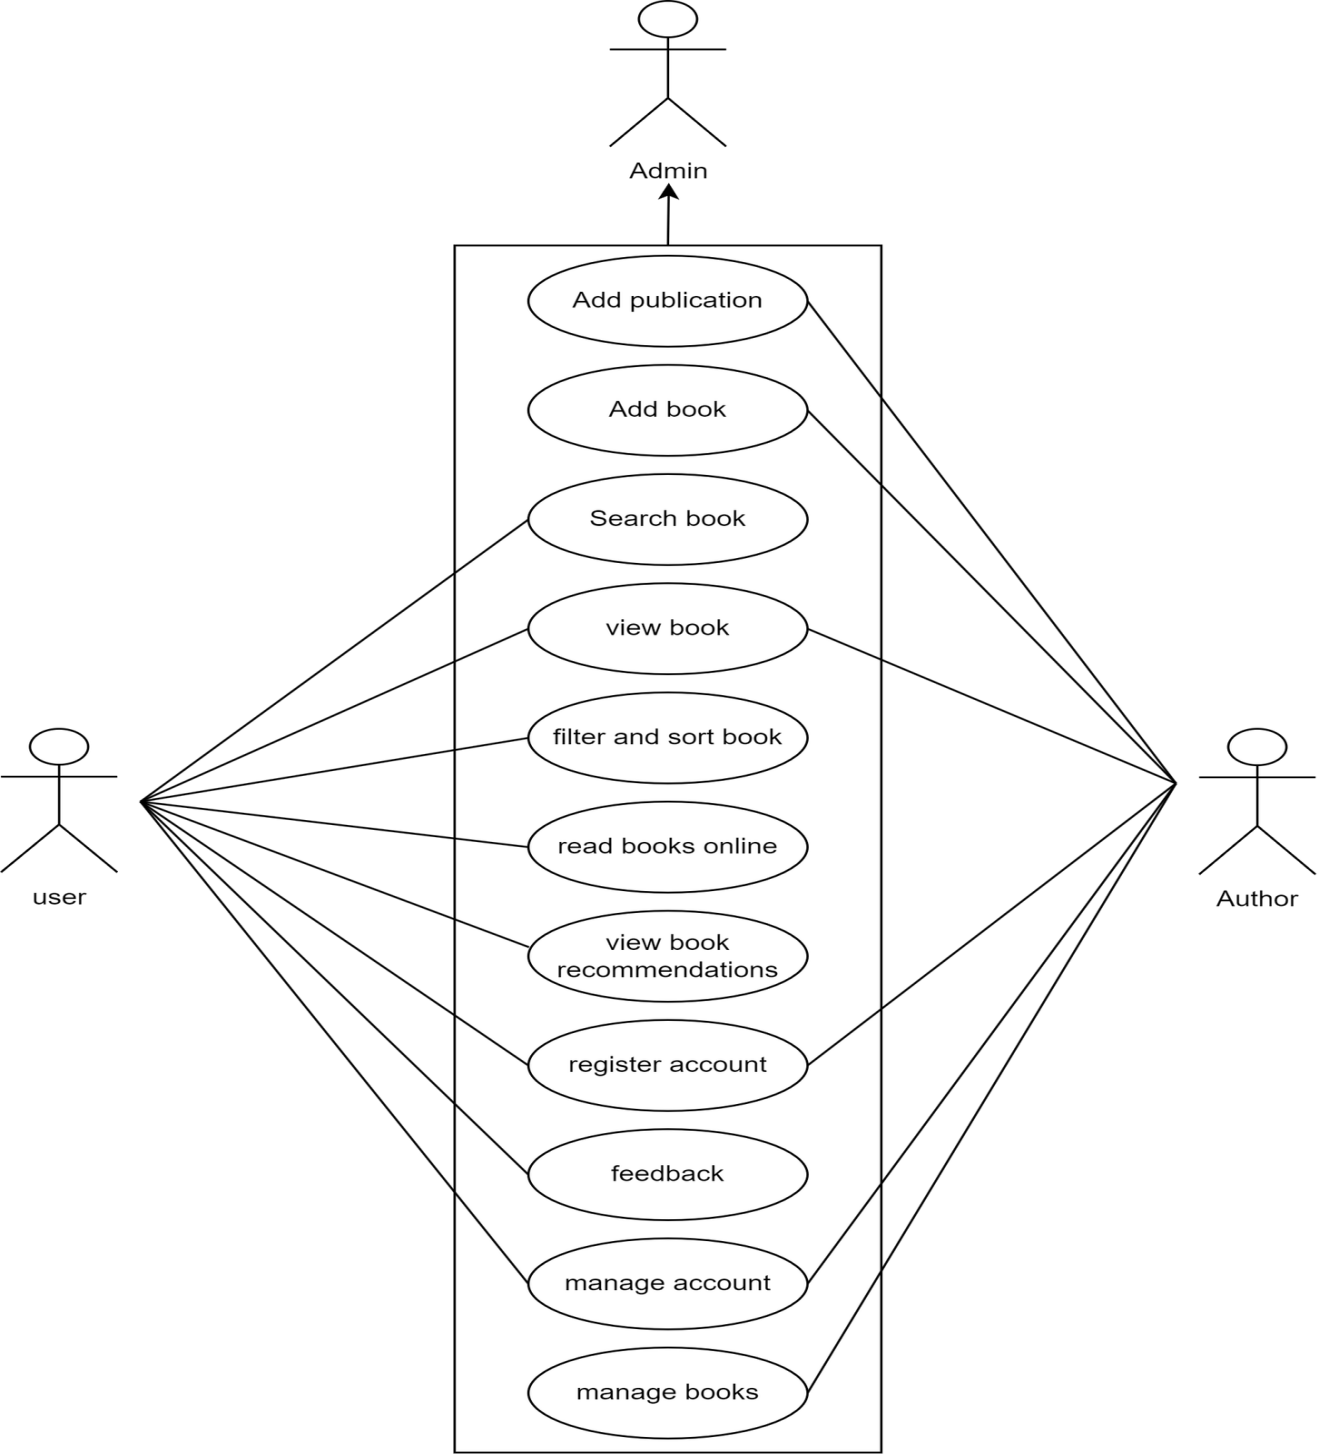 Admin
Add publication
Add book
Search book
view book
filter and sort book
read books online
view book
recommendations
register account
feedback
manage account
manage books
user
Author